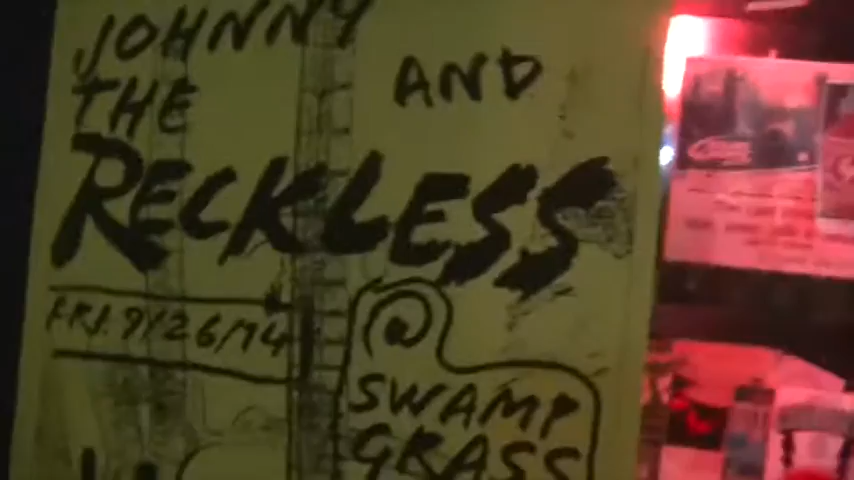 JOHNNY
AND
THE
RECKLESS
FRI. 9/26/14
@
SWAMP
GRASS